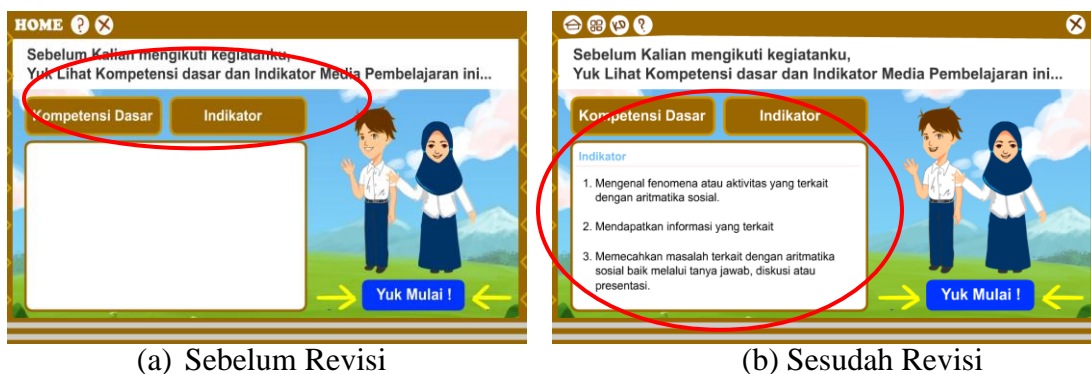 HOME ?
Sebelum Kalian mengikuti kegiatanku,
Yuk Lihat Kompetensi dasar dan Indikator Media Pembelajaran ini...
Kompetensi Dasar
Indikator
Yuk Mulai !
(a) Sebelum Revisi
KD ?
Sebelum Kalian mengikuti kegiatanku,
Yuk Lihat Kompetensi dasar dan Indikator Media Pembelajaran ini...
Kompetensi Dasar
Indikator
Indikator
1. Mengenal fenomena atau aktivitas yang terkait
dengan aritmatika sosial.
2. Mendapatkan informasi yang terkait
3. Memecahkan masalah terkait dengan aritmatika
sosial baik melalui tanya jawab, diskusi atau
presentasi.
Yuk Mulai !
(b) Sesudah Revisi